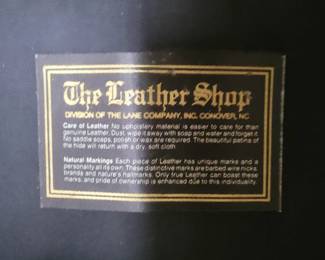 The Leather Shop
DIVISION OF THE LANE COMPANY, INC. CONOVER, NC
Care of Leather No upholstery material is easier to care for than
genuine Leather. Dust, wipe it away with soap and water and forget it.
No saddle soaps, polish or wax are required. The beautiful patina of
the hide will return with a dry, soft cloth.
Natural Markings Each piece of Leather has unique marks and a
personality all its own. These distinctive marks are barbed wire nicks,
brands and nature's hallmarks. Only true Leather can boast these
marks, and pride of ownership is enhanced due to this individuality.